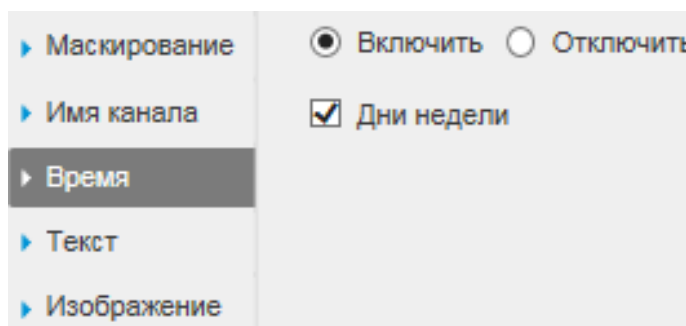 Маскирование
Включить Отключить
Имя канала
Дни недели
Время
Текст
Изображение